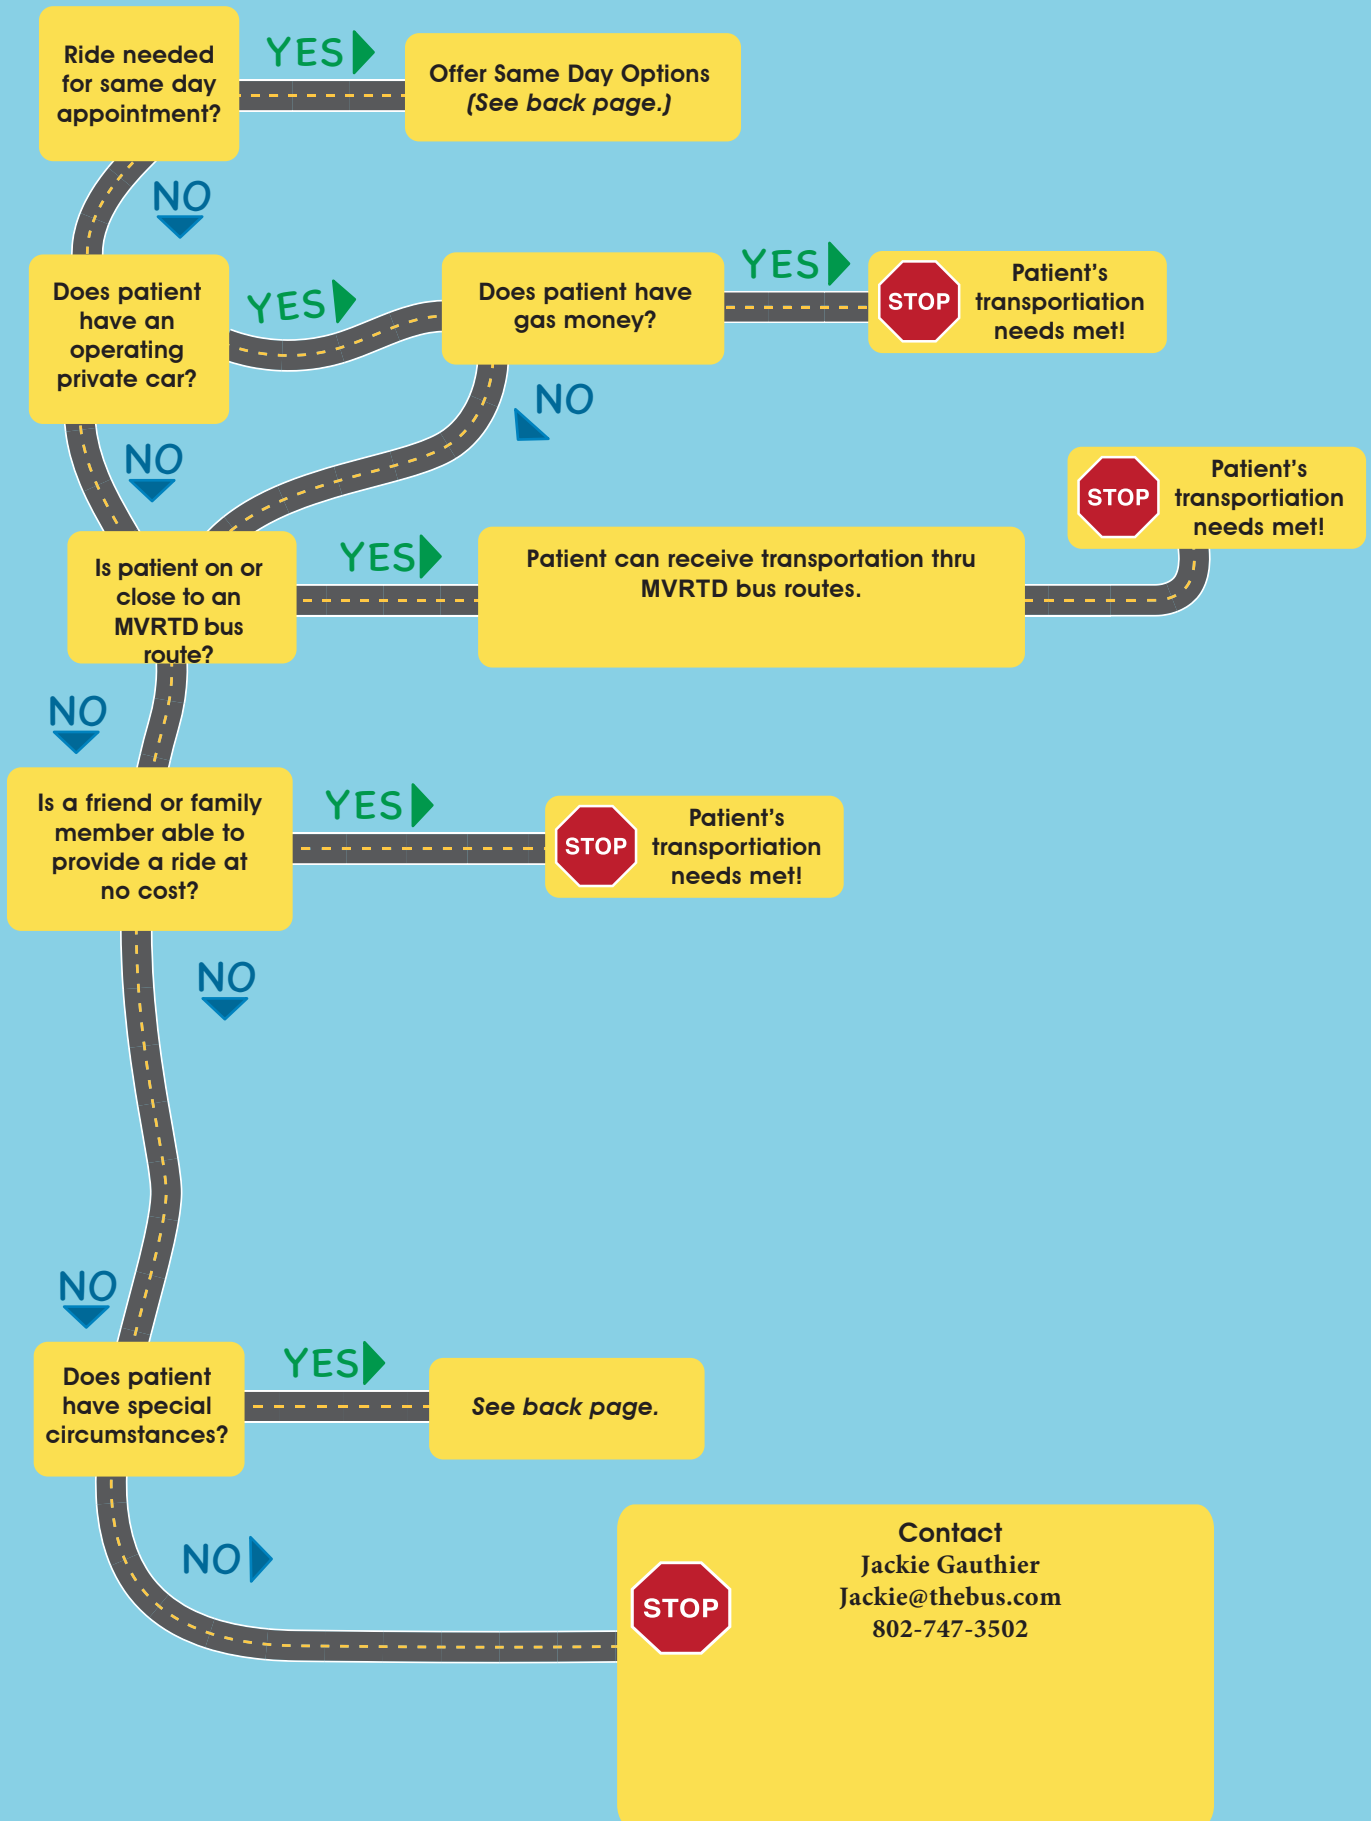 Ride needed
for same day
appointment?
YES
Offer Same Day Options
(See back page.)
NO
Does patient
have an
operating
private car?
YES
Does patient have
gas money?
YES
STOP
Patient's
transportiation
needs met!
NO
NO
Is patient on or
close to an
MVRTD bus
route?
YES
Patient can receive transportation thru
MVRTD bus routes.
STOP
Patient's
transportiation
needs met!
NO
Is a friend or family
member able to
provide a ride at
no cost?
YES
STOP
Patient's
transportiation
needs met!
NO
NO
Does patient
have special
circumstances?
YES
See back page.
NO
STOP
Contact
Jackie Gauthier
Jackie@thebus.com
802-747-3502